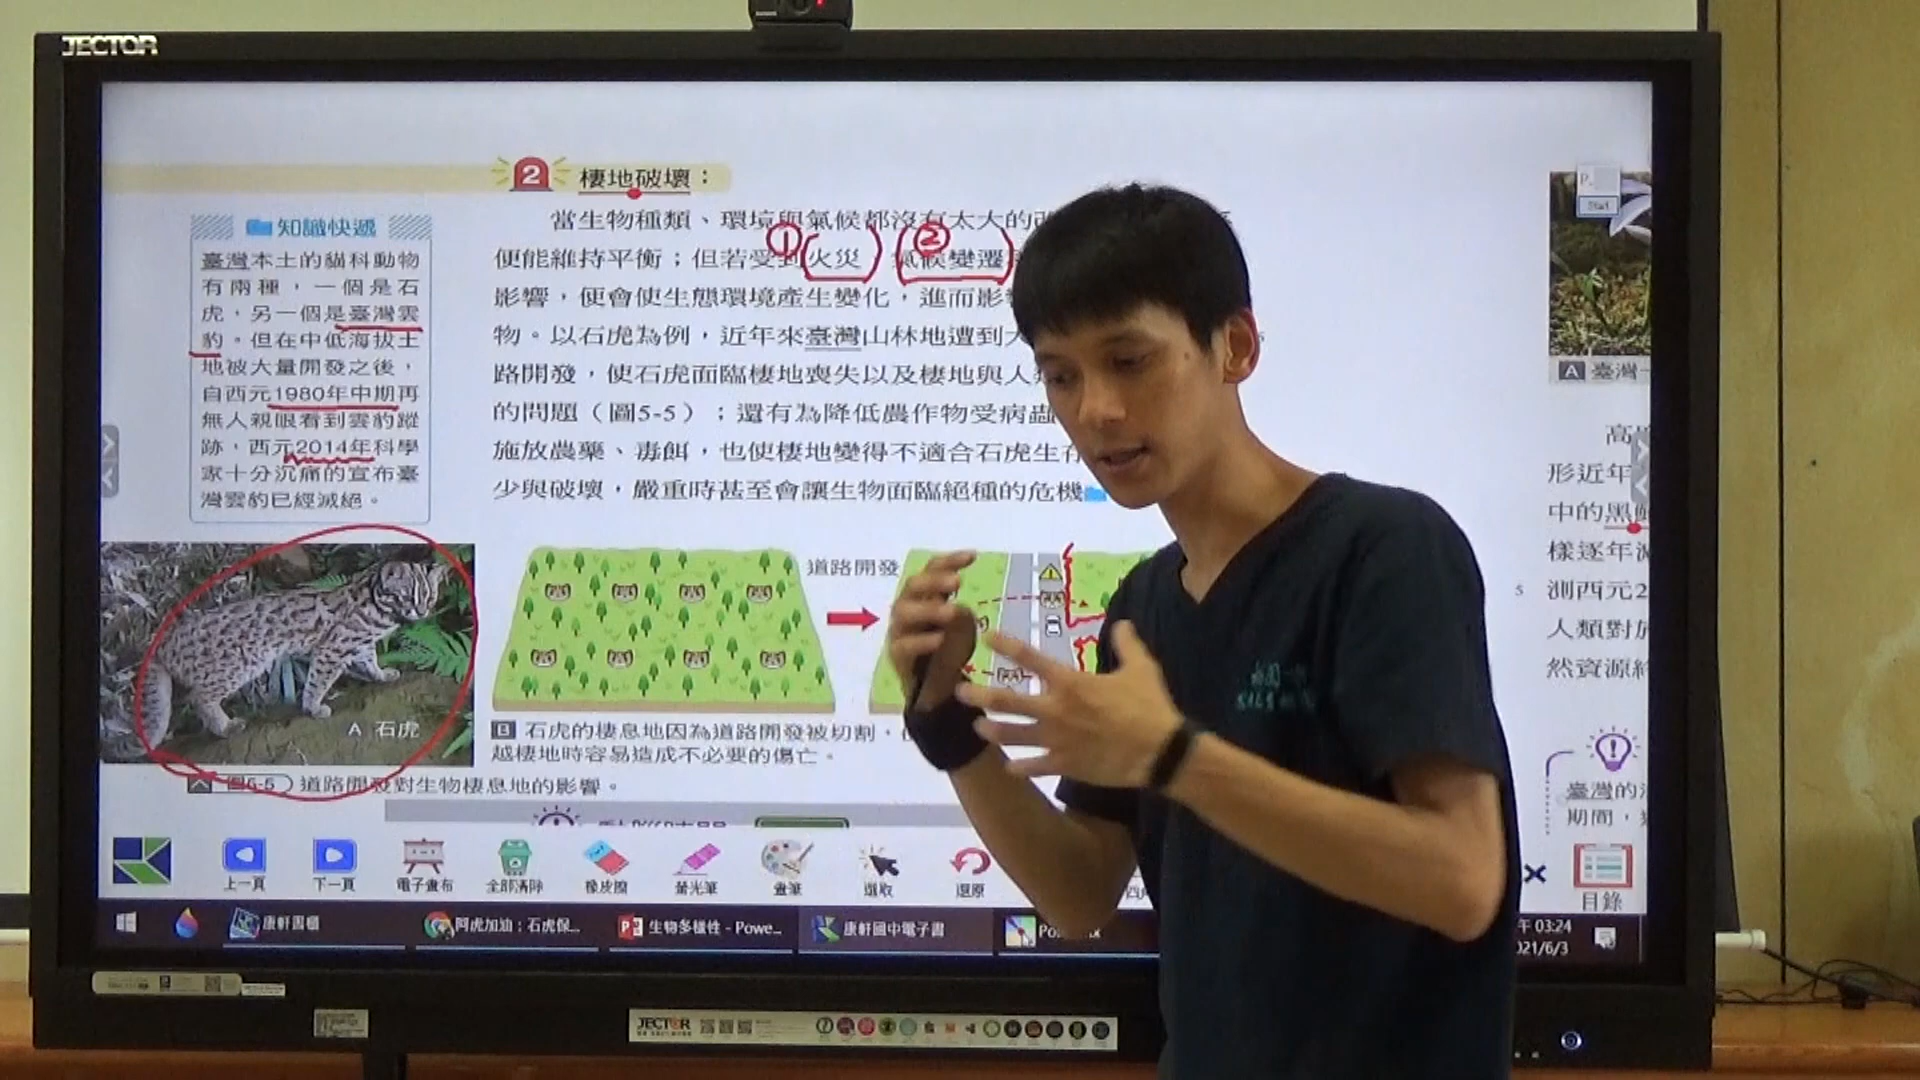 JECTOR
2 棲地破壞：
知識快遞
臺灣本土的貓科動物
有兩種，一個是石
虎，另一個是臺灣雲
豹。但在中低海拔土
地被大量開發之後，
自西元1980年中期再
無人親眼看到雲豹蹤
跡，西元2014年科學
家十分沉痛的宣布臺
灣雲豹已經滅絕。
當生物種類、環境與氣候都沒有太大的改
便能維持平衡；但若受到火災 氣候變遷
① ②
影響，便會使生態環境產生變化，進而影
物。以石虎為例，近年來臺灣山林地遭到
路開發，使石虎面臨棲地喪失以及棲地與人
的問題（圖5-5）；還有為降低農作物受病蟲
施放農藥、毒餌，也使棲地變得不適合石虎生存
少與破壞，嚴重時甚至會讓生物面臨絕種的危機
A 石虎
道路開發
B 石虎的棲息地因為道路開發被切割，
越棲地時容易造成不必要的傷亡。
圖5-5 道路開發對生物棲息地的影響。
P.
Start
A 臺灣
高
形近年
中的黑
樣逐年
5 測西元2
人類對
然資源
臺灣的
期間，
上一頁 下一頁 電子畫布 全部清除 橡皮擦 螢光筆 畫筆 選取 還原
目錄
康軒書櫃 阿虎加油：石虎保... 生物多樣性 - Powe... 康軒國中電子書
午 03:24
2021/6/3
JECTOR